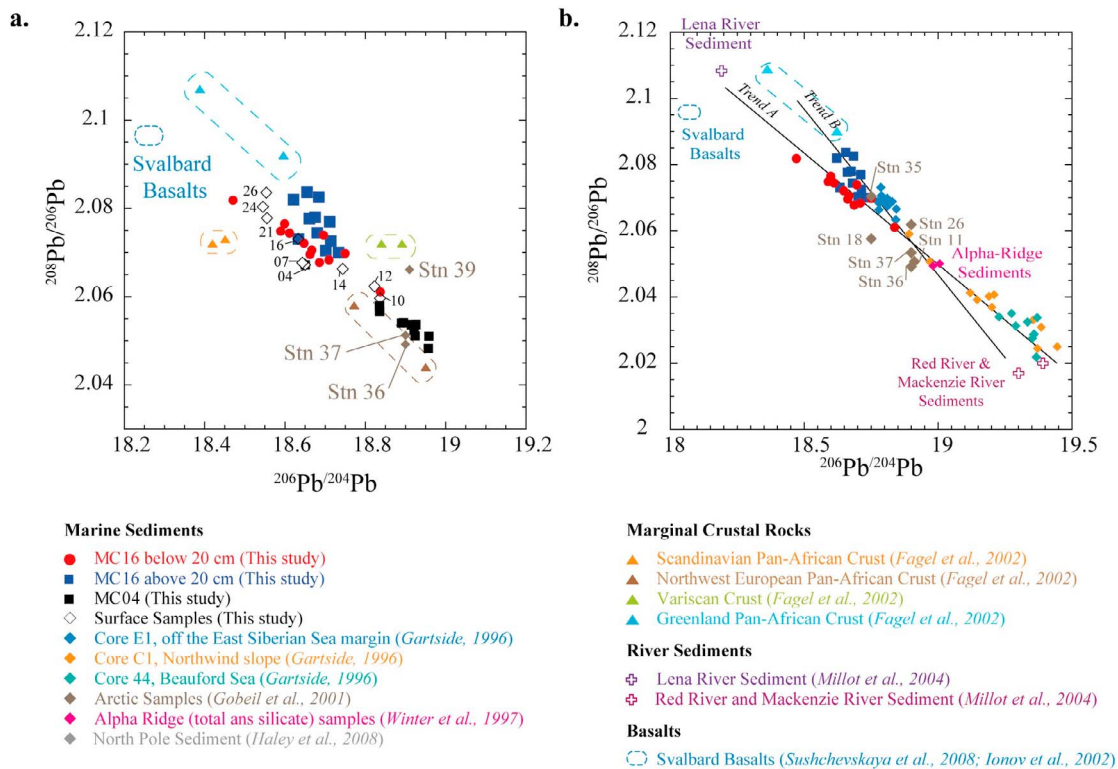 a.
2.12
2.1
2.08
2.06
2.04
18.2
18.4
18.6
18.8
19
19.2
208Pb/206Pb
206Pb/204Pb
Svalbard
Basalts
26
24
21
16
07
04
14
12
10
Stn 39
Stn 37
Stn 36
b.
2.12
2.1
2.08
2.06
2.04
2.02
2
18
18.5
19
19.5
208Pb/206Pb
206Pb/204Pb
Lena River
Sediment
Trend A
Trend B
Svalbard
Basalts
Stn 35
Stn 26
Stn 18
Stn 11
Stn 37
Stn 36
Alpha-Ridge
Sediments
Red River &
Mackenzie River
Sediments
Marine Sediments
MC16 below 20 cm (This study)
MC16 above 20 cm (This study)
MC04 (This study)
Surface Samples (This study)
Core E1, off the East Siberian Sea margin (Gartside, 1996)
Core C1, Northwind slope (Gartside, 1996)
Core 44, Beauford Sea (Gartside, 1996)
Arctic Samples (Gobeil et al., 2001)
Alpha Ridge (total ans silicate) samples (Winter et al., 1997)
North Pole Sediment (Haley et al., 2008)
Marginal Crustal Rocks
Scandinavian Pan-African Crust (Fagel et al., 2002)
Northwest European Pan-African Crust (Fagel et al., 2002)
Variscan Crust (Fagel et al., 2002)
Greenland Pan-African Crust (Fagel et al., 2002)
River Sediments
Lena River Sediment (Millot et al., 2004)
Red River and Mackenzie River Sediment (Millot et al., 2004)
Basalts
Svalbard Basalts (Sushchevskaya et al., 2008; Ionov et al., 2002)